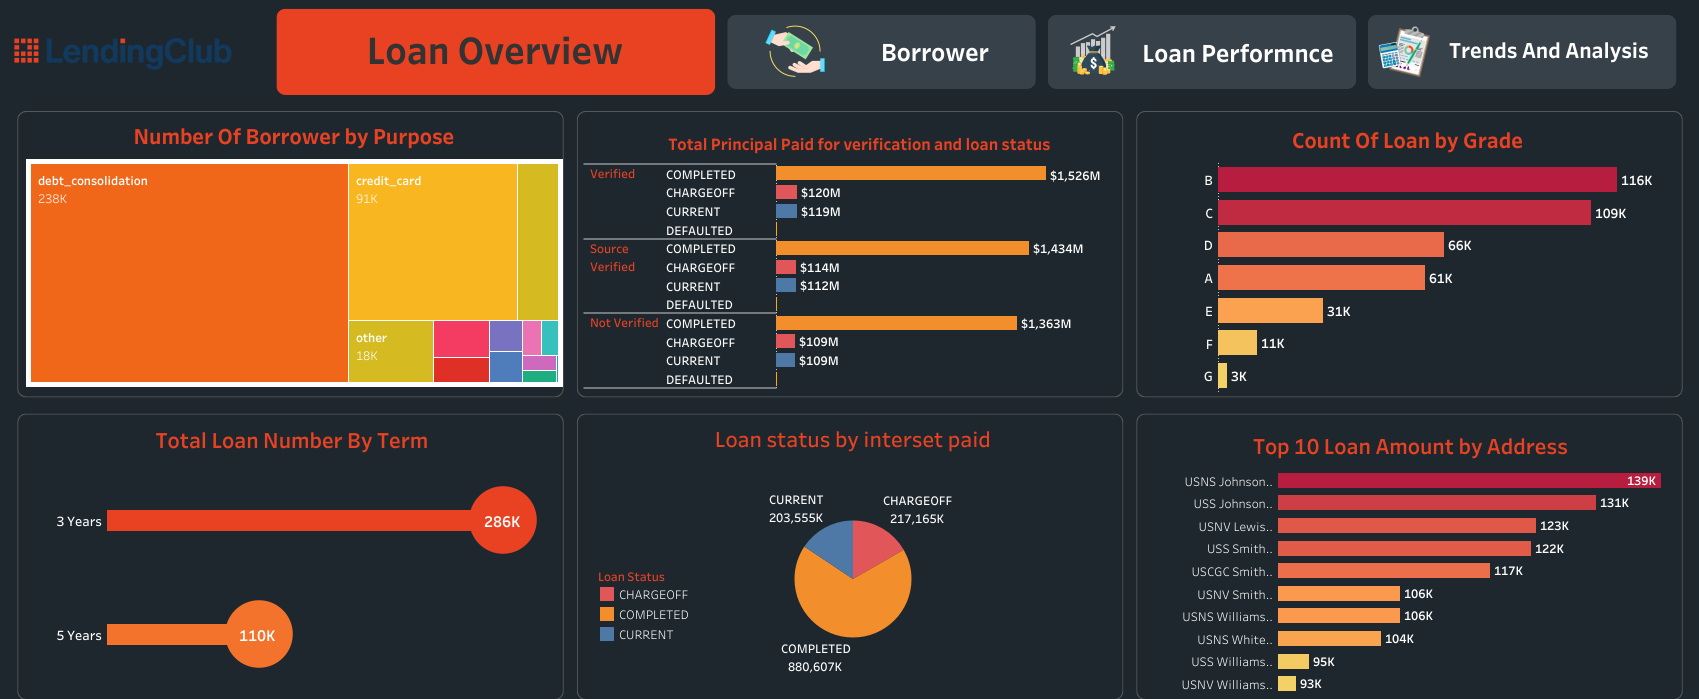 LendingClub
Loan Overview
Borrower
Loan Performnce
Trends And Analysis
Number Of Borrower by Purpose
debt_consolidation
238K
credit_card
91K
other
18K
Total Principal Paid for verification and loan status
Verified
COMPLETED
$1,526M
CHARGEOFF
$120M
CURRENT
$119M
DEFAULTED
Source
Verified
COMPLETED
$1,434M
CHARGEOFF
$114M
CURRENT
$112M
DEFAULTED
Not Verified
COMPLETED
$1,363M
CHARGEOFF
$109M
CURRENT
$109M
DEFAULTED
Count Of Loan by Grade
B 116K
C 109K
D 66K
A 61K
E 31K
F 11K
G 3K
Total Loan Number By Term
3 Years 286K
5 Years 110K
Loan status by interset paid
CURRENT
203,555K
CHARGEOFF
217,165K
COMPLETED
880,607K
Loan Status
CHARGEOFF
COMPLETED
CURRENT
Top 10 Loan Amount by Address
USNS Johnson.. 139K
USS Johnson.. 131K
USNV Lewis.. 123K
USS Smith.. 122K
USCGC Smith.. 117K
USNV Smith.. 106K
USNS Williams.. 106K
USNS White.. 104K
USS Williams.. 95K
USNV Williams.. 93K